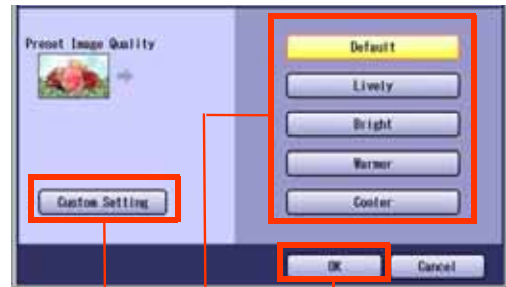 Preset Image Quality
Default
Lively
Bright
Warmer
Custom Setting
Cooler
OK
Cancel